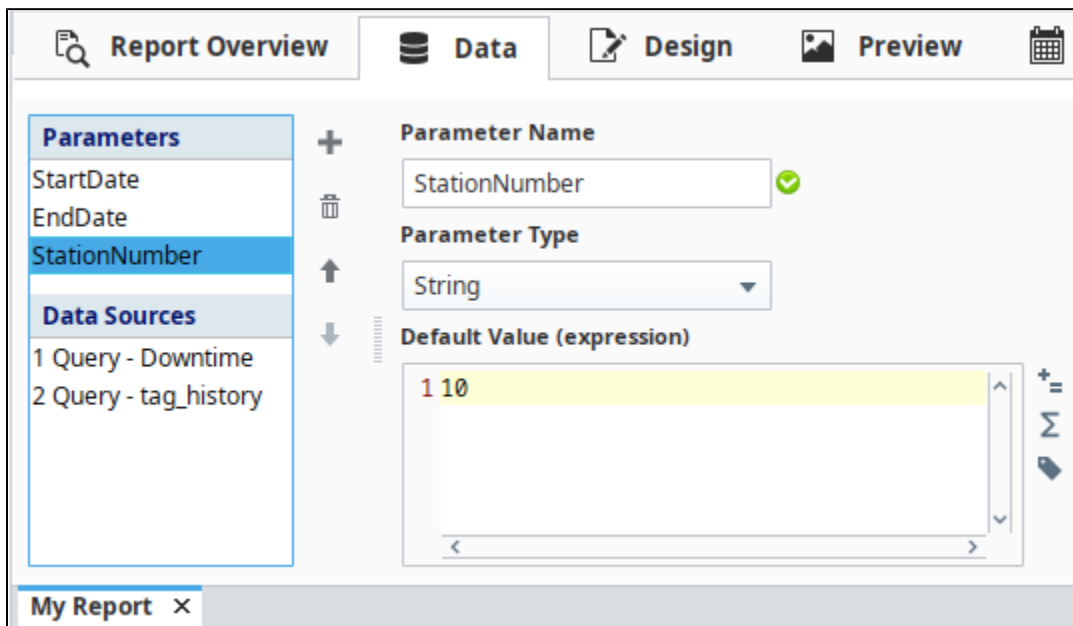 Report Overview
Data
Design
Preview
Parameters
StartDate
EndDate
StationNumber
Data Sources
1 Query - Downtime
2 Query - tag_history
Parameter Name
StationNumber
Parameter Type
String
Default Value (expression)
1 10
My Report